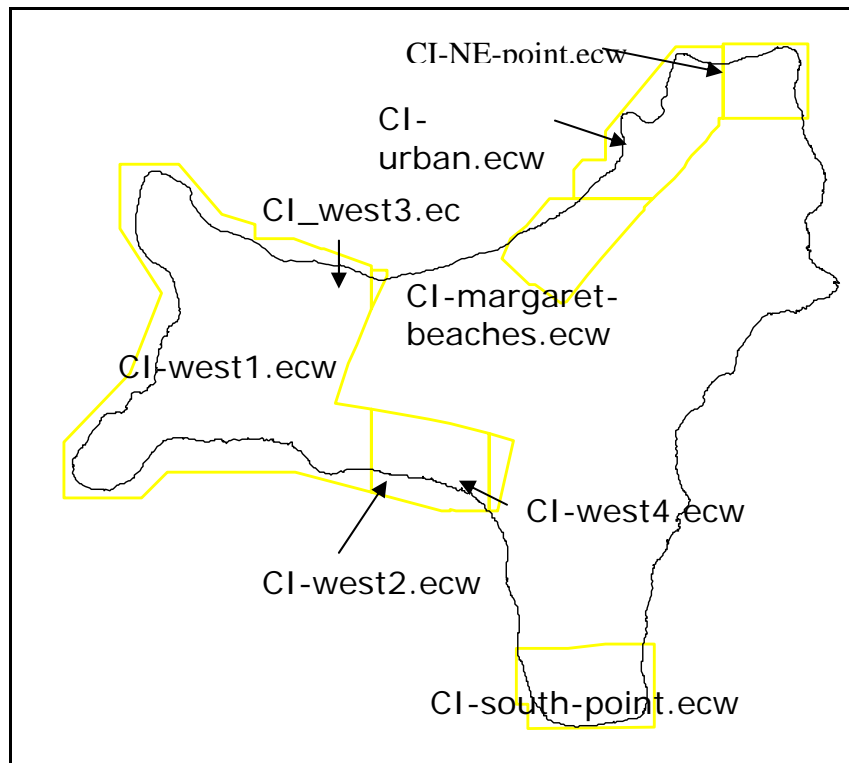 CI-NE-point.ecw
CI-
urban.ecw
CI_west3.ec
CI-margaret-
beaches.ecw
CI-west1.ecw
CI-west4.ecw
CI-west2.ecw
CI-south-point.ecw